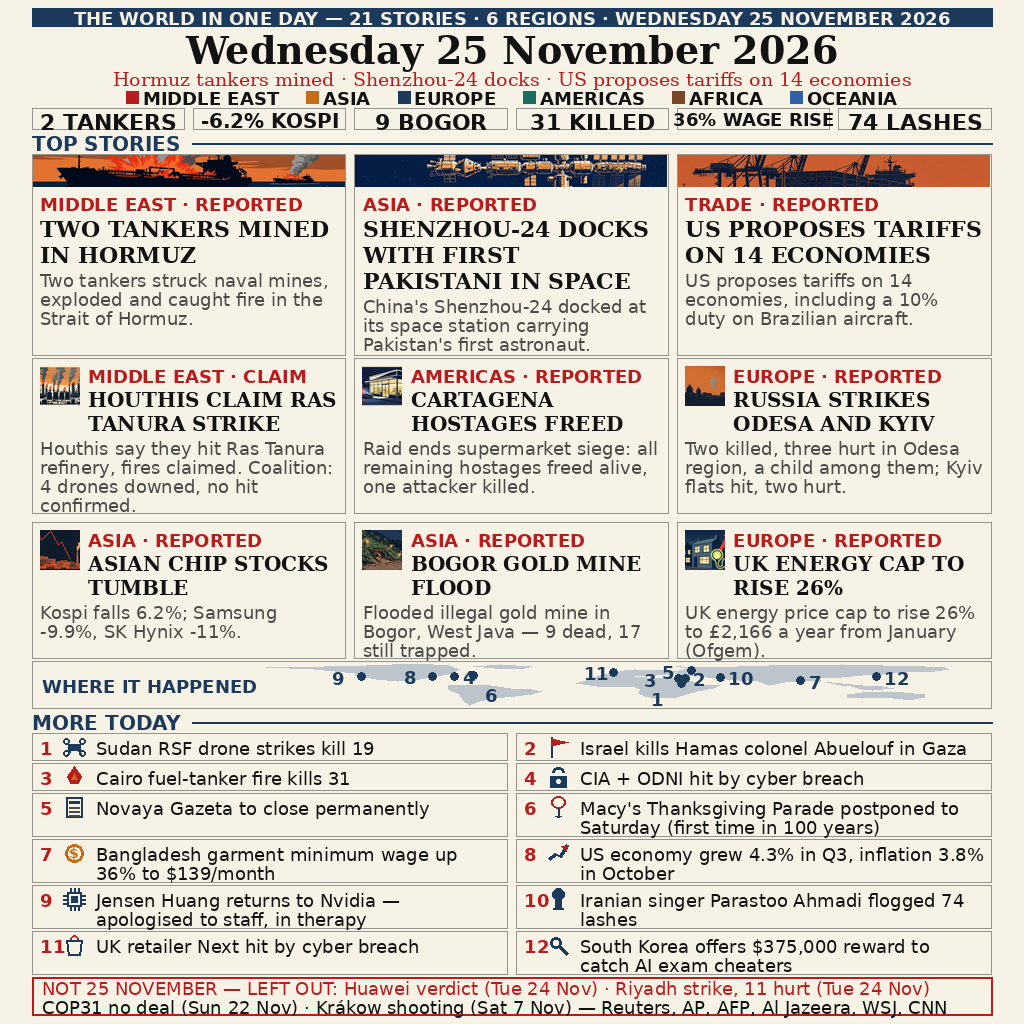 THE WORLD IN ONE DAY — 21 STORIES · 6 REGIONS · WEDNESDAY 25 NOVEMBER 2026
Wednesday 25 November 2026
Hormuz tankers mined · Shenzhou-24 docks · US proposes tariffs on 14 economies
MIDDLE EAST ASIA EUROPE AMERICAS AFRICA OCEANIA
2 TANKERS
-6.2% KOSPI
9 BOGOR
31 KILLED
36% WAGE RISE
74 LASHES
TOP STORIES
MIDDLE EAST · REPORTED
TWO TANKERS MINED
IN HORMUZ
Two tankers struck naval mines,
exploded and caught fire in the
Strait of Hormuz.
ASIA · REPORTED
SHENZHOU-24 DOCKS
WITH FIRST
PAKISTANI IN SPACE
China's Shenzhou-24 docked at
its space station carrying
Pakistan's first astronaut.
TRADE · REPORTED
US PROPOSES TARIFFS
ON 14 ECONOMIES
US proposes tariffs on 14
economies, including a 10%
duty on Brazilian aircraft.
MIDDLE EAST · CLAIM
HOUTHIS CLAIM RAS
TANURA STRIKE
Houthis say they hit Ras Tanura
refinery, fires claimed. Coalition:
4 drones downed, no hit
confirmed.
AMERICAS · REPORTED
CARTAGENA
HOSTAGES FREED
Raid ends supermarket siege: all
remaining hostages freed alive,
one attacker killed.
EUROPE · REPORTED
RUSSIA STRIKES
ODESA AND KYIV
Two killed, three hurt in Odesa
region, a child among them; Kyiv
flats hit, two hurt.
ASIA · REPORTED
ASIAN CHIP STOCKS
TUMBLE
Kospi falls 6.2%; Samsung
-9.9%, SK Hynix -11%.
ASIA · REPORTED
BOGOR GOLD MINE
FLOOD
Flooded illegal gold mine in
Bogor, West Java — 9 dead, 17
still trapped.
EUROPE · REPORTED
UK ENERGY CAP TO
RISE 26%
UK energy price cap to rise 26%
to £2,166 a year from January
(Ofgem).
WHERE IT HAPPENED
9 8 4 6 11 5 3 2 1 10 7 12
MORE TODAY
1 Sudan RSF drone strikes kill 19
2 Israel kills Hamas colonel Abuelouf in Gaza
3 Cairo fuel-tanker fire kills 31
4 CIA + ODNI hit by cyber breach
5 Novaya Gazeta to close permanently
6 Macy's Thanksgiving Parade postponed to
Saturday (first time in 100 years)
7 Bangladesh garment minimum wage up
36% to $139/month
8 US economy grew 4.3% in Q3, inflation 3.8%
in October
9 Jensen Huang returns to Nvidia —
apologised to staff, in therapy
10 Iranian singer Parastoo Ahmadi flogged 74
lashes
11 UK retailer Next hit by cyber breach
12 South Korea offers $375,000 reward to
catch AI exam cheaters
NOT 25 NOVEMBER — LEFT OUT: Huawei verdict (Tue 24 Nov) · Riyadh strike, 11 hurt (Tue 24 Nov)
COP31 no deal (Sun 22 Nov) · Krákow shooting (Sat 7 Nov) — Reuters, AP, AFP, Al Jazeera, WSJ, CNN